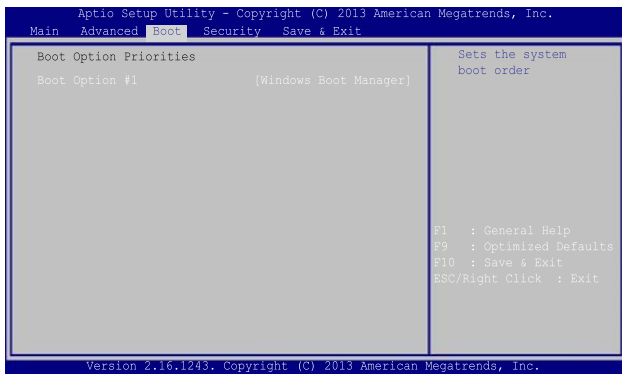 Aptio Setup Utility - Copyright (C) 2013 American Megatrends, Inc.
Main Advanced Boot Security Save & Exit
Boot Option Priorities
Boot Option #1 [Windows Boot Manager]
Sets the system
boot order
F1 : General Help
F9 : Optimized Defaults
F10 : Save & Exit
ESC/Right Click : Exit
Version 2.16.1243. Copyright (C) 2013 American Megatrends, Inc.